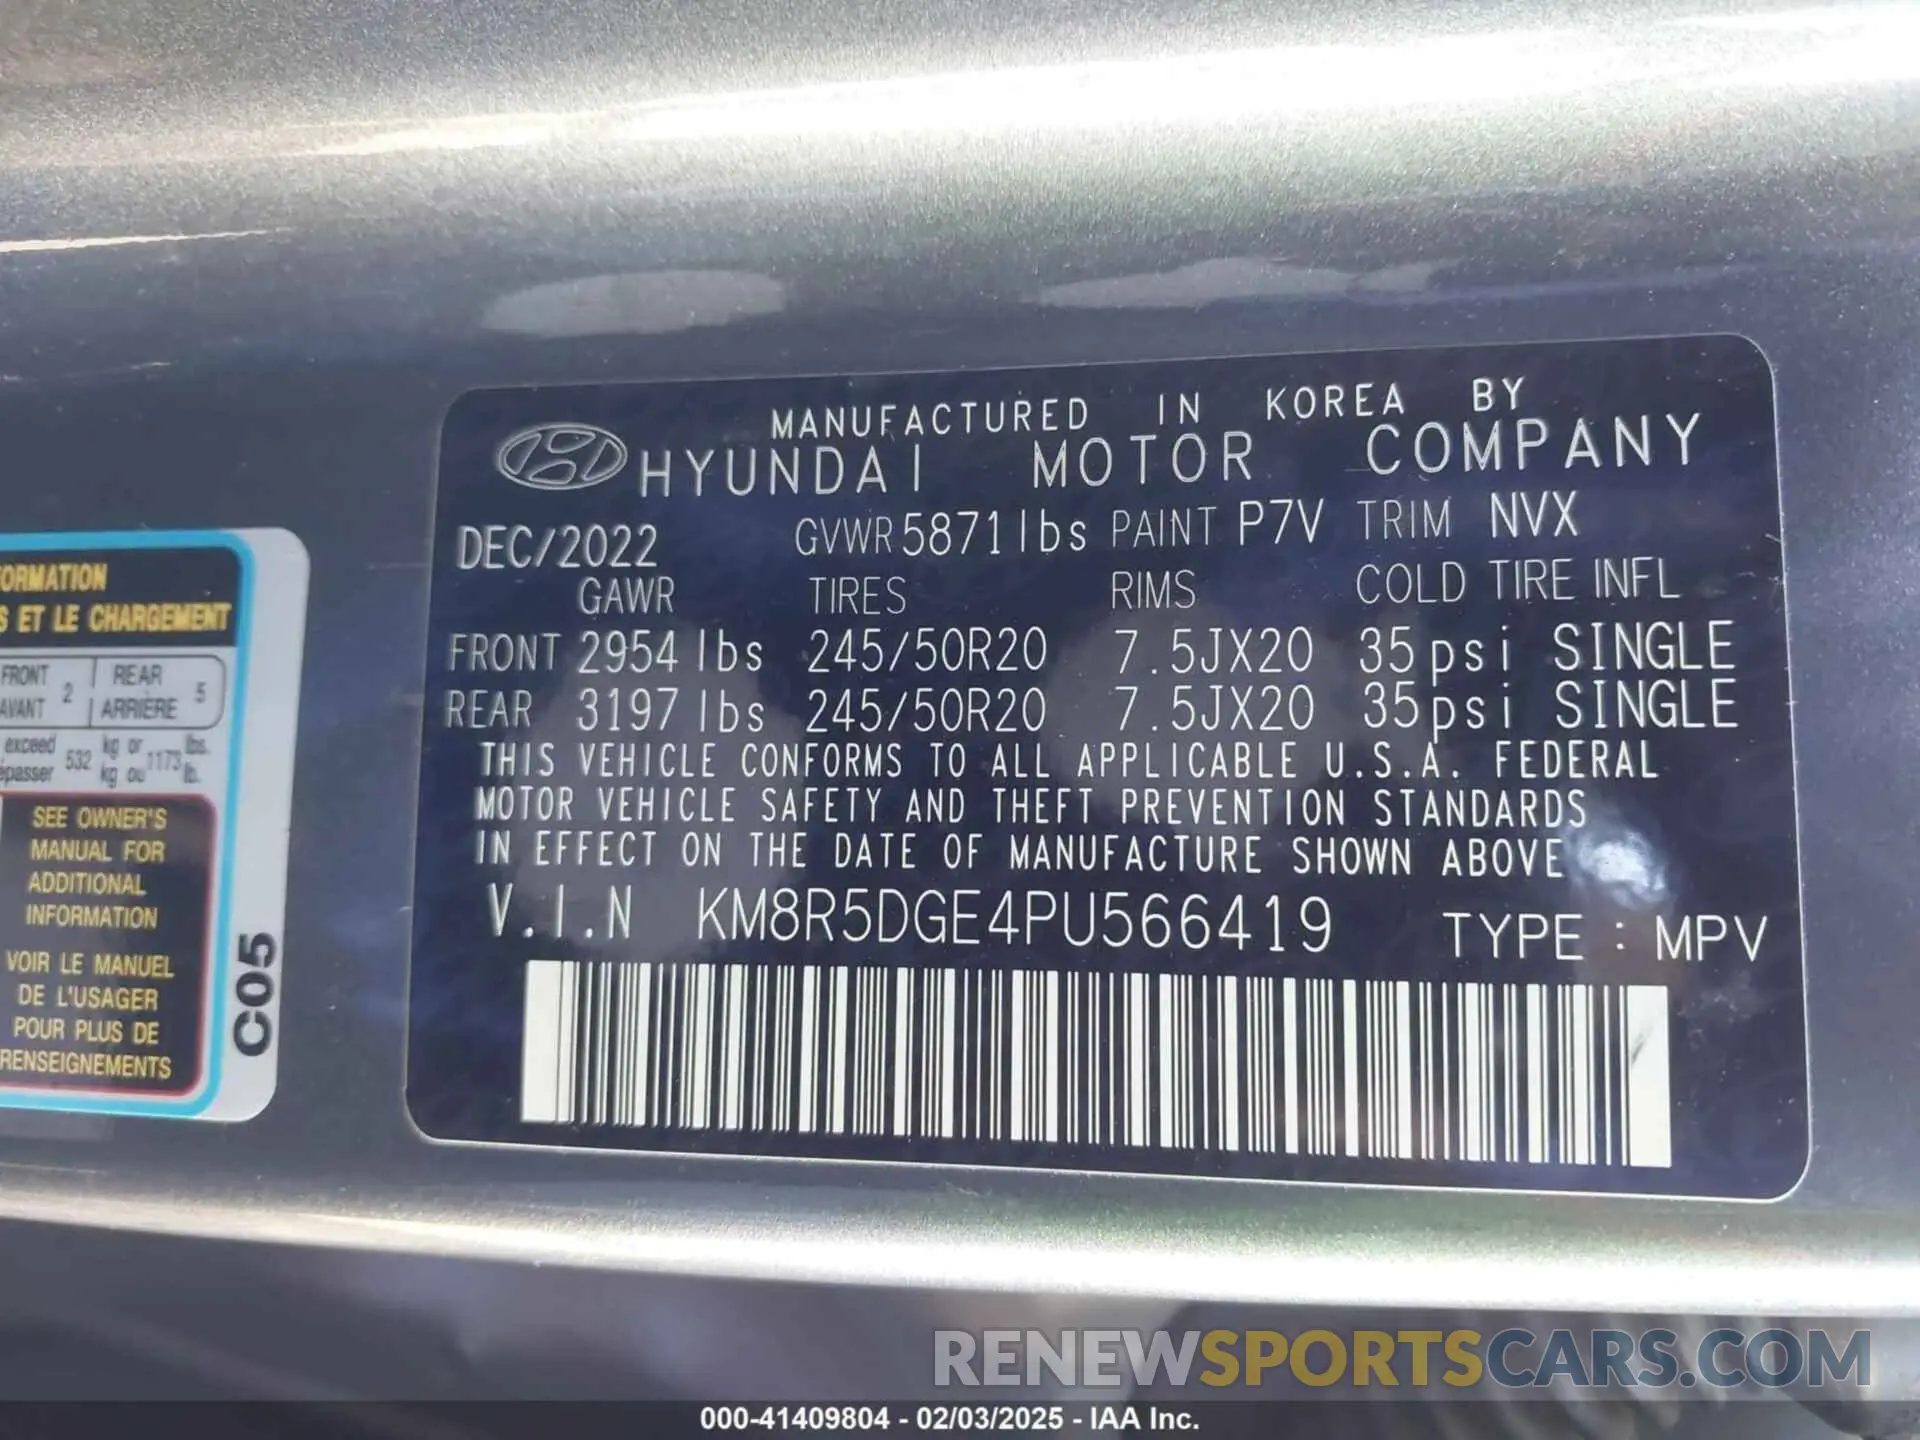 MANUFACTURED IN KOREA BY
HYUNDAI MOTOR COMPANY
DEC/2022 GVWR 5871lbs PAINT P7V TRIM NVX
GAWR TIRES RIMS COLD TIRE INFL
FRONT 2954 lbs 245/50R20 7.5JX20 35psi SINGLE
REAR 3197 lbs 245/50R20 7.5JX20 35psi SINGLE
THIS VEHICLE CONFORMS TO ALL APPLICABLE U.S.A. FEDERAL
MOTOR VEHICLE SAFETY AND THEFT PREVENTION STANDARDS
IN EFFECT ON THE DATE OF MANUFACTURE SHOWN ABOVE
V.I.N KM8R5DGE4PU566419 TYPE : MPV
ET LE CHARGEMENT
FRONT 2 REAR 5
AVANT ARRIÈRE
exceed 532 kg or 1173 lbs.
kg ou lb.
SEE OWNER'S
MANUAL FOR
ADDITIONAL
INFORMATION
VOIR LE MANUEL
DE L'USAGER
POUR PLUS DE
RENSEIGNEMENTS
C05
RENEWSPORTSCARS.COM
000-41409804 - 02/03/2025 - IAA Inc.